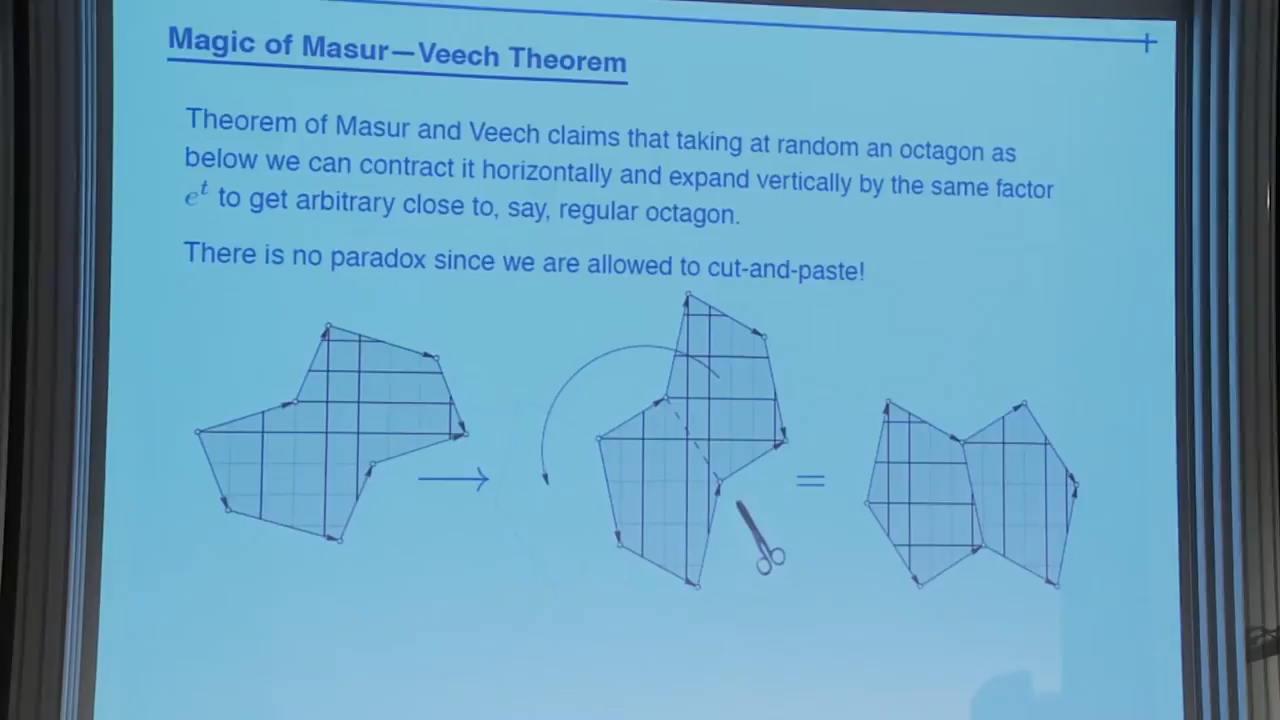 Magic of Masur—Veech Theorem
Theorem of Masur and Veech claims that taking at random an octagon as
below we can contract it horizontally and expand vertically by the same factor
e^t to get arbitrary close to, say, regular octagon.
There is no paradox since we are allowed to cut-and-paste!
=